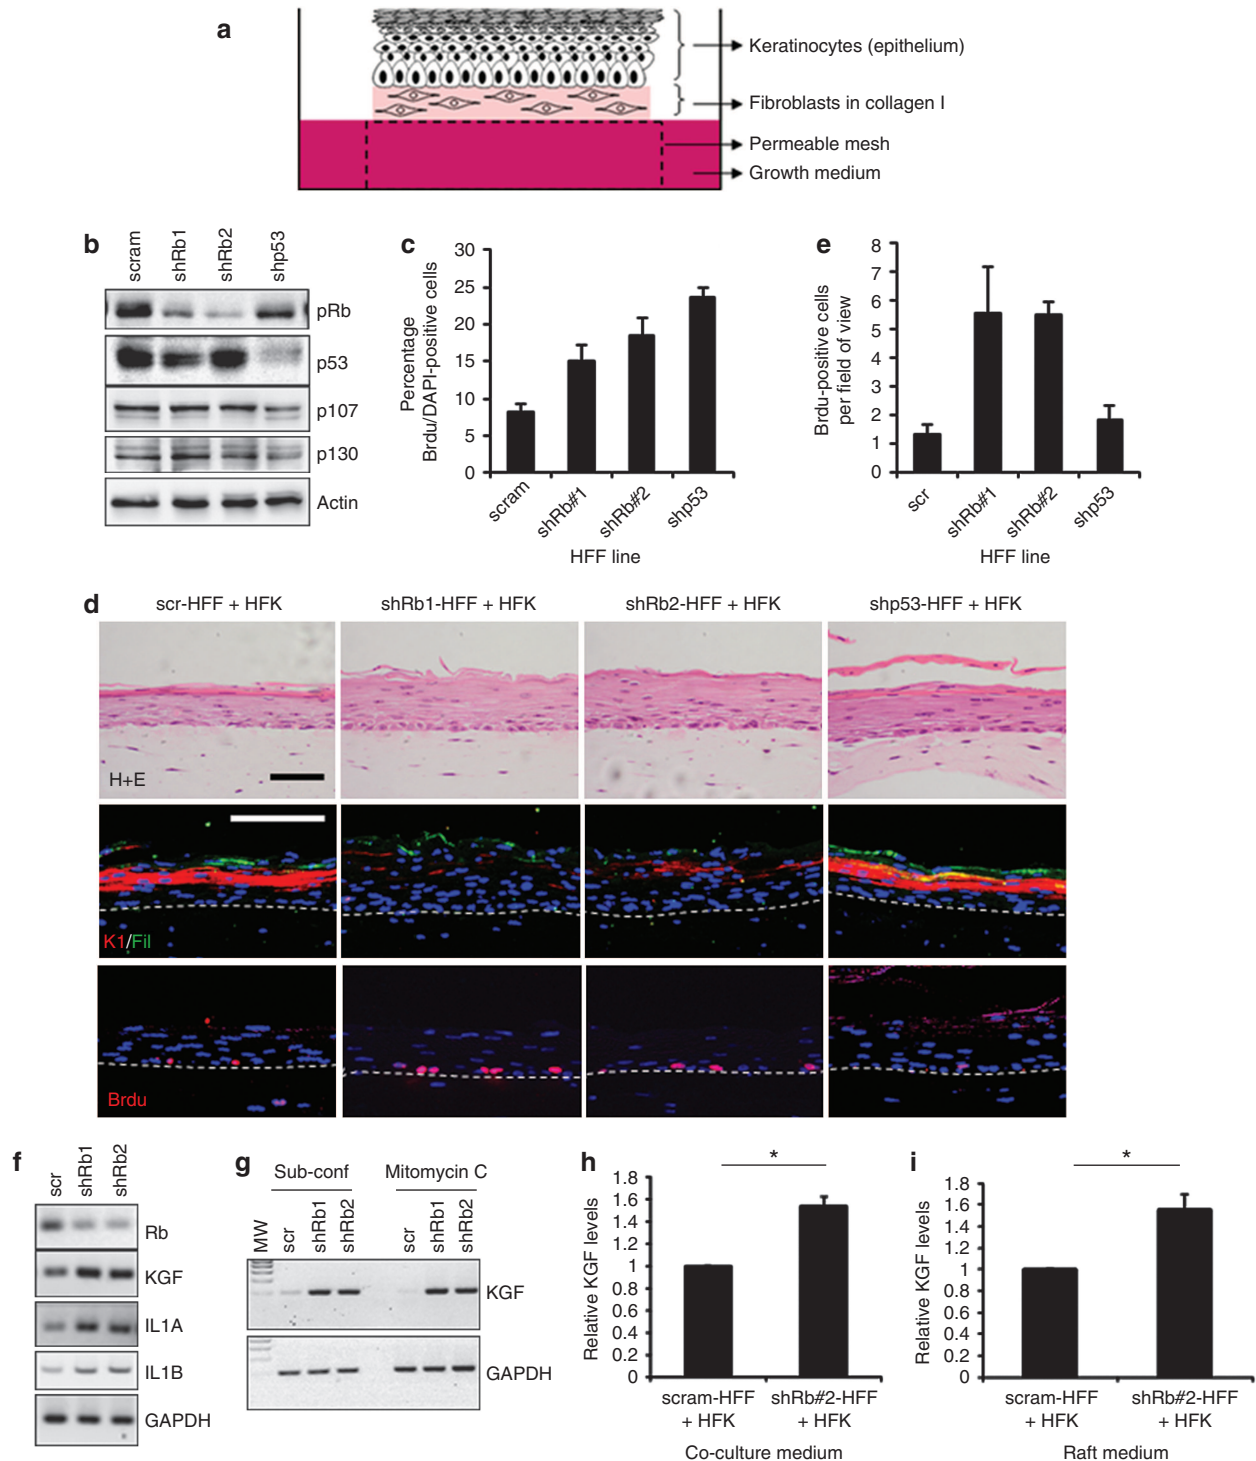 a
Keratinocytes (epithelium)
Fibroblasts in collagen I
Permeable mesh
Growth medium
b
scram
shRb1
shRb2
shp53
pRb
p53
p107
p130
Actin
c
Percentage
Brdu/DAPI-positive cells
30
25
20
15
10
5
0
scram
shRb#1
shRb#2
shp53
HFF line
e
Brdu-positive cells
per field of view
8
7
6
5
4
3
2
1
0
scr
shRb#1
shRb#2
shp53
HFF line
d
scr-HFF + HFK
shRb1-HFF + HFK
shRb2-HFF + HFK
shp53-HFF + HFK
H+E
K1/Fil
Brdu
f
scr
shRb1
shRb2
Rb
KGF
IL1A
IL1B
GAPDH
g
Sub-conf
Mitomycin C
MW
scr
shRb1
shRb2
scr
shRb1
shRb2
KGF
GAPDH
h
*
Relative KGF levels
1.8
1.6
1.4
1.2
1
0.8
0.6
0.4
0.2
0
scram-HFF
+ HFK
shRb#2-HFF
+ HFK
Co-culture medium
i
*
Relative KGF levels
1.8
1.6
1.4
1.2
1
0.8
0.6
0.4
0.2
0
scram-HFF
+ HFK
shRb#2-HFF
+ HFK
Raft medium